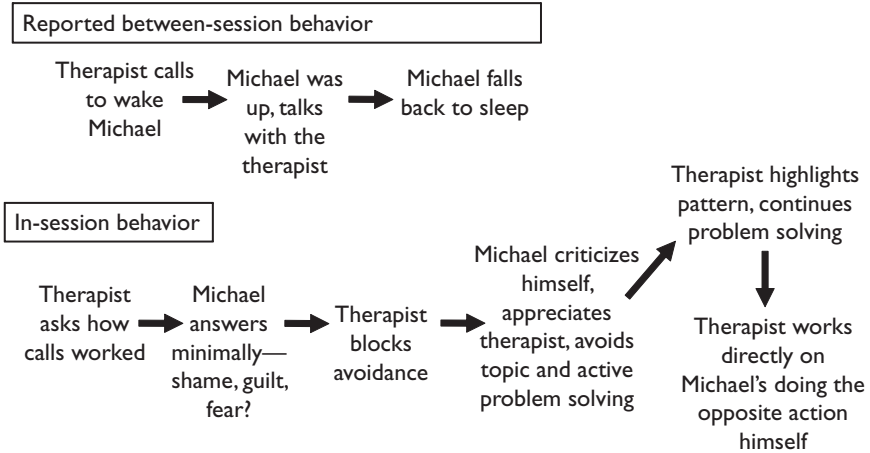 Reported between-session behavior
Therapist calls
to wake
Michael
Michael was
up, talks
with the
therapist
Michael falls
back to sleep
In-session behavior
Therapist
asks how
calls worked
Michael
answers
minimally—
shame, guilt,
fear?
Therapist
blocks
avoidance
Michael criticizes
himself,
appreciates
therapist, avoids
topic and active
problem solving
Therapist highlights
pattern, continues
problem solving
Therapist works
directly on
Michael’s doing the
opposite action
himself